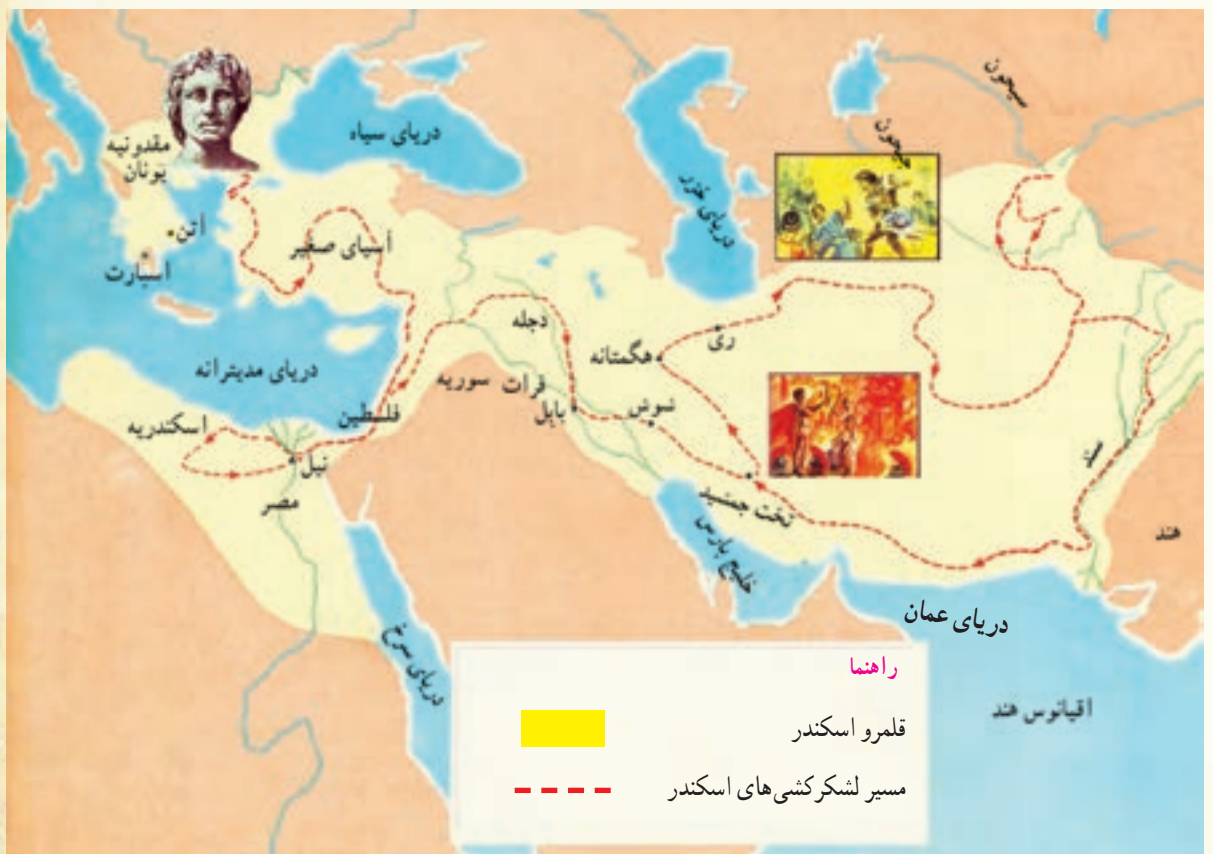 سیحون
جیحون
دریای سیاه
مقدونیه
یونان
دریای خزر
آتن
اسپارت
آسیای صغیر
دجله
ری
هگمتانه
دریای مدیترانه
سوریه
فرات
بابل
شوش
فلسطین
اسکندریه
نیل
مصر
تخت جمشید
سند
هند
خلیج پارس
دریای عمان
دریای سرخ
اقیانوس هند
راهنما
قلمرو اسکندر
مسیر لشکرکشی‌های اسکندر